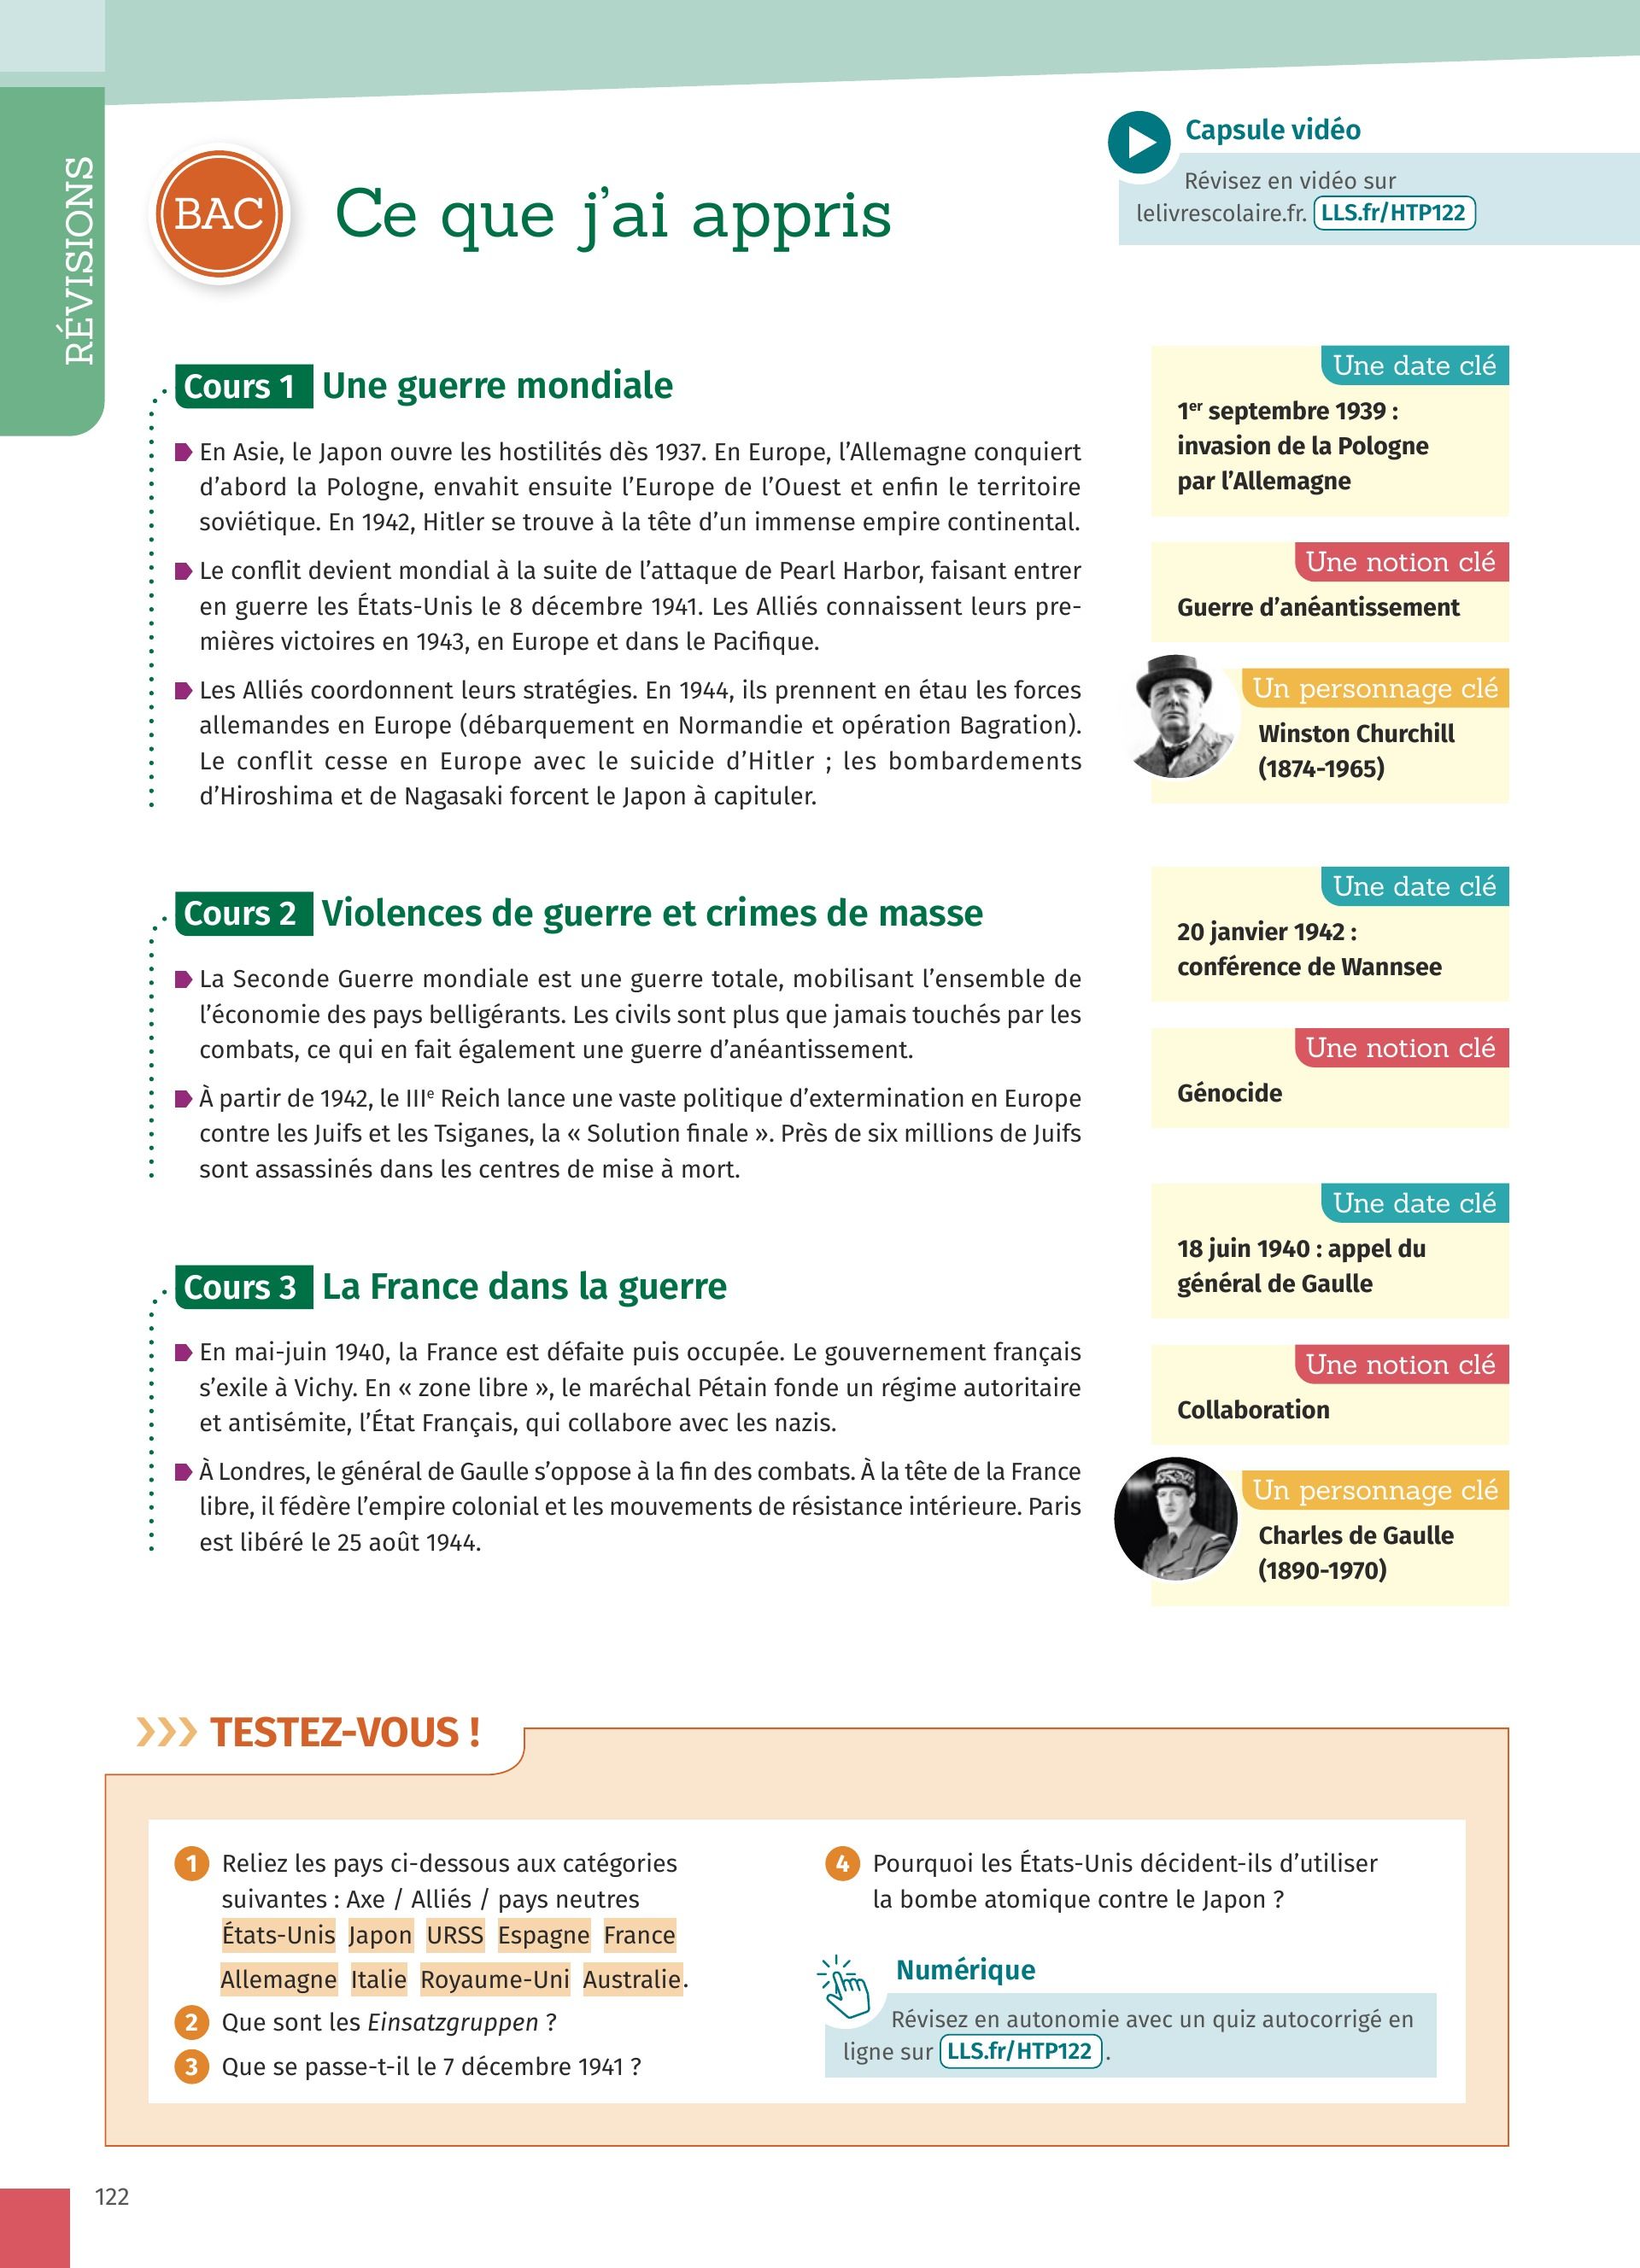 RÉVISIONS
BAC
Ce que j’ai appris
Capsule vidéo
Révisez en vidéo sur
lelivrescolaire.fr. LLS.fr/HTP122
Cours 1 Une guerre mondiale
En Asie, le Japon ouvre les hostilités dès 1937. En Europe, l’Allemagne conquiert
d’abord la Pologne, envahit ensuite l’Europe de l’Ouest et enfin le territoire
soviétique. En 1942, Hitler se trouve à la tête d’un immense empire continental.
Le conflit devient mondial à la suite de l’attaque de Pearl Harbor, faisant entrer
en guerre les États-Unis le 8 décembre 1941. Les Alliés connaissent leurs pre-
mières victoires en 1943, en Europe et dans le Pacifique.
Les Alliés coordonnent leurs stratégies. En 1944, ils prennent en étau les forces
allemandes en Europe (débarquement en Normandie et opération Bagration).
Le conflit cesse en Europe avec le suicide d’Hitler ; les bombardements
d’Hiroshima et de Nagasaki forcent le Japon à capituler.
Une date clé
1er septembre 1939 :
invasion de la Pologne
par l’Allemagne
Une notion clé
Guerre d’anéantissement
Un personnage clé
Winston Churchill
(1874-1965)
Cours 2 Violences de guerre et crimes de masse
La Seconde Guerre mondiale est une guerre totale, mobilisant l’ensemble de
l’économie des pays belligérants. Les civils sont plus que jamais touchés par les
combats, ce qui en fait également une guerre d’anéantissement.
À partir de 1942, le IIIe Reich lance une vaste politique d’extermination en Europe
contre les Juifs et les Tsiganes, la « Solution finale ». Près de six millions de Juifs
sont assassinés dans les centres de mise à mort.
Une date clé
20 janvier 1942 :
conférence de Wannsee
Une notion clé
Génocide
Cours 3 La France dans la guerre
En mai-juin 1940, la France est défaite puis occupée. Le gouvernement français
s’exile à Vichy. En « zone libre », le maréchal Pétain fonde un régime autoritaire
et antisémite, l’État Français, qui collabore avec les nazis.
À Londres, le général de Gaulle s’oppose à la fin des combats. À la tête de la France
libre, il fédère l’empire colonial et les mouvements de résistance intérieure. Paris
est libéré le 25 août 1944.
Une date clé
18 juin 1940 : appel du
général de Gaulle
Une notion clé
Collaboration
Un personnage clé
Charles de Gaulle
(1890-1970)
TESTEZ-VOUS !
1 Reliez les pays ci-dessous aux catégories
suivantes : Axe / Alliés / pays neutres
États-Unis Japon URSS Espagne France
Allemagne Italie Royaume-Uni Australie.
2 Que sont les Einsatzgruppen ?
3 Que se passe-t-il le 7 décembre 1941 ?
4 Pourquoi les États-Unis décident-ils d’utiliser
la bombe atomique contre le Japon ?
Numérique
Révisez en autonomie avec un quiz autocorrigé en
ligne sur LLS.fr/HTP122 .
122